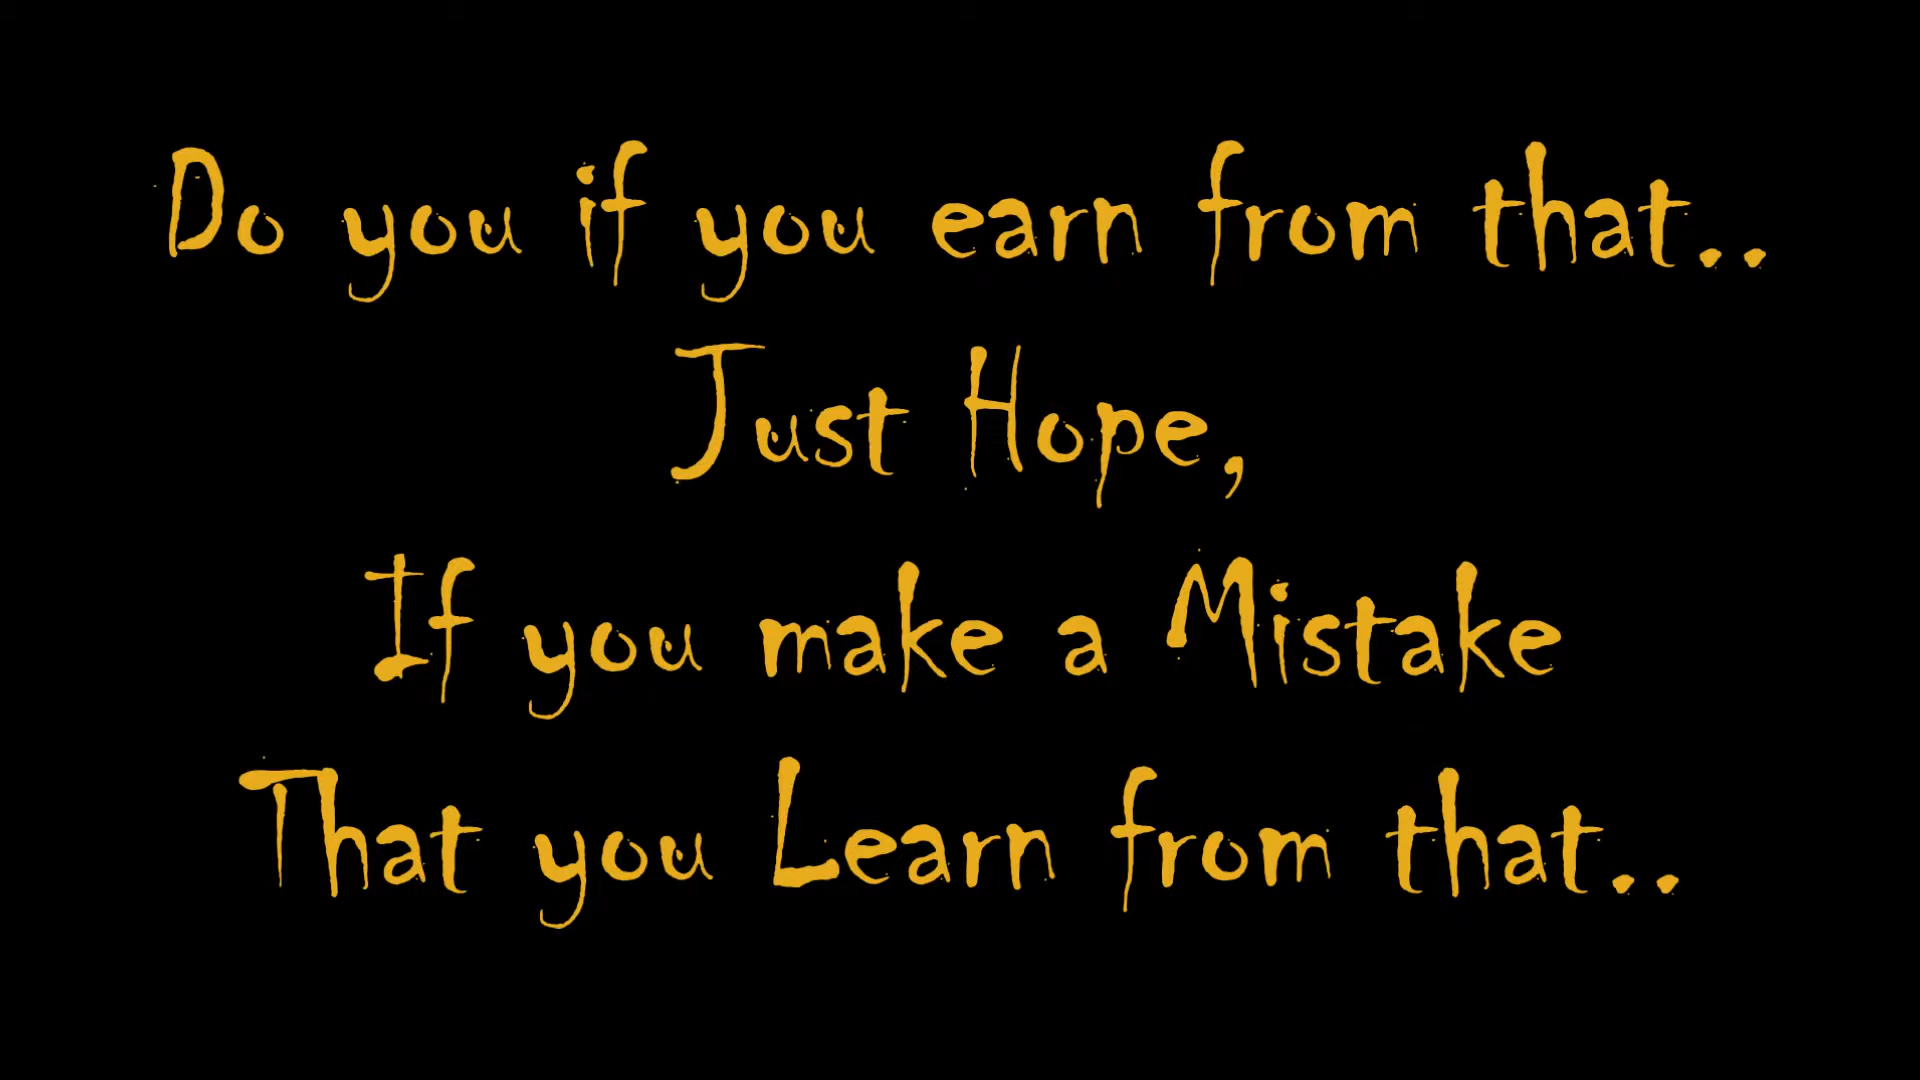 Do you if you earn from that..
Just Hope,
If you make a Mistake
That you Learn from that..